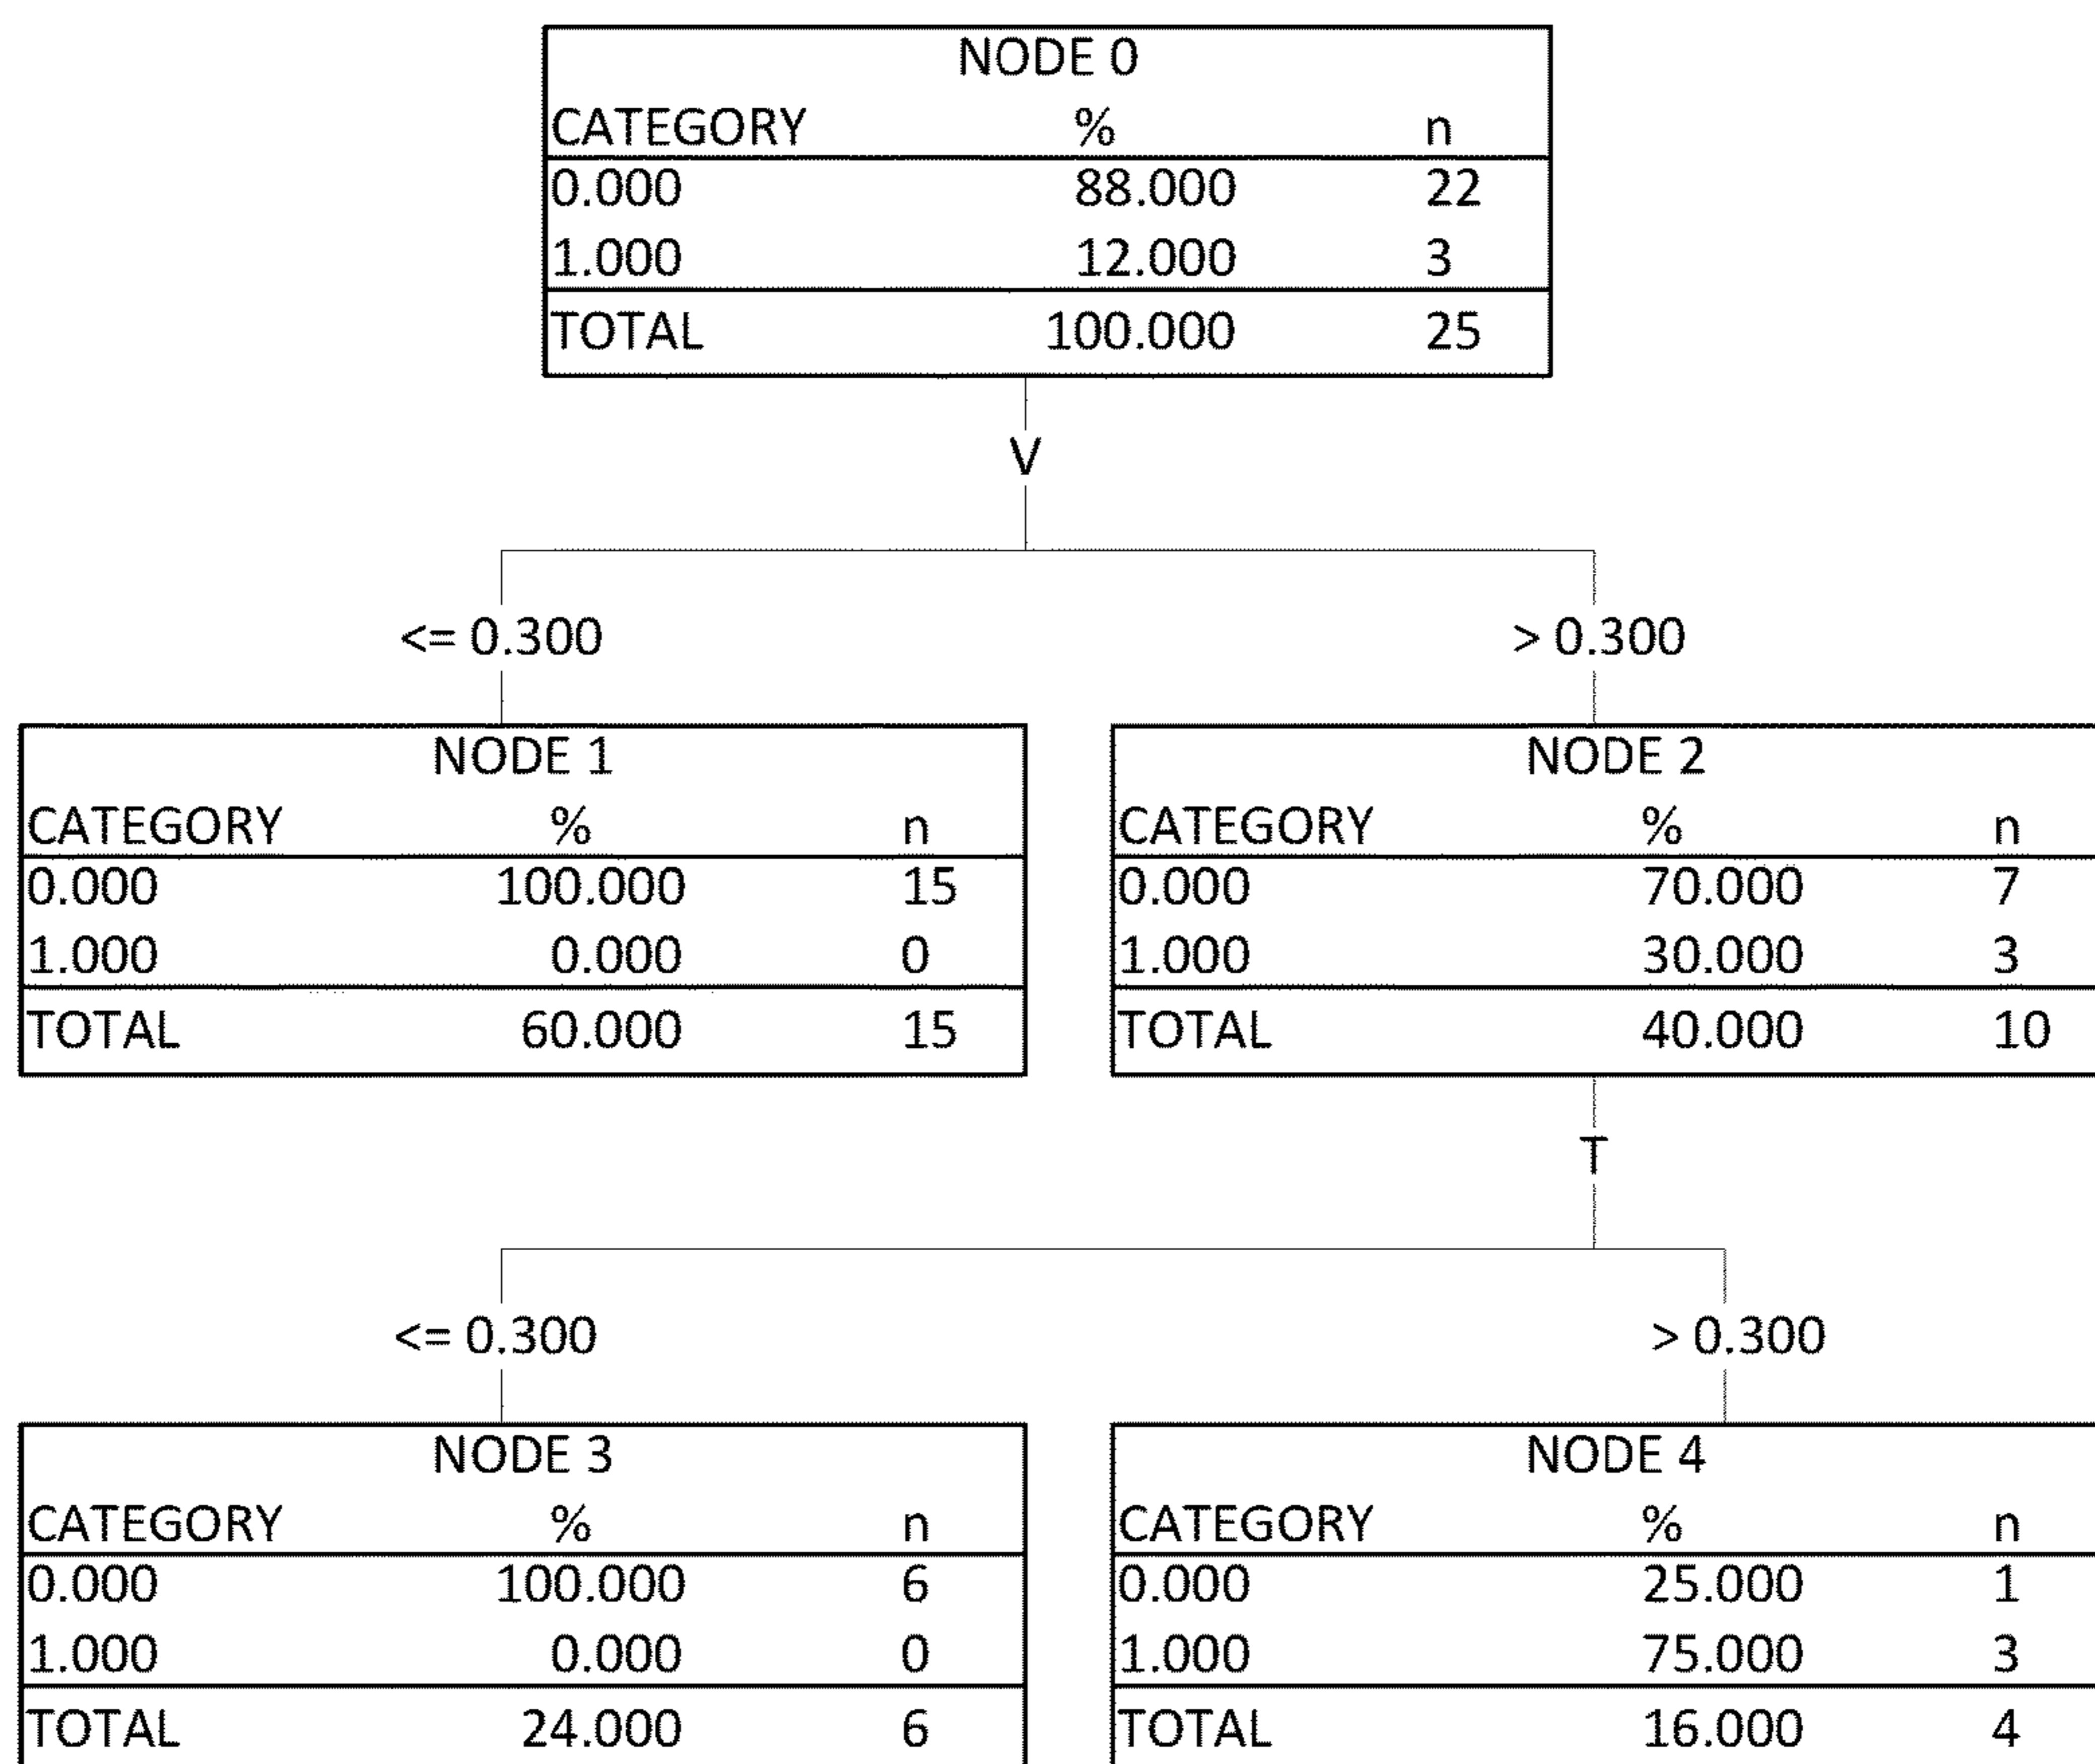 NODE 0
CATEGORY % n
0.000 88.000 22
1.000 12.000 3
TOTAL 100.000 25
V
<= 0.300 > 0.300
NODE 1 NODE 2
CATEGORY % n CATEGORY % n
0.000 100.000 15 0.000 70.000 7
1.000 0.000 0 1.000 30.000 3
TOTAL 60.000 15 TOTAL 40.000 10
T
<= 0.300 > 0.300
NODE 3 NODE 4
CATEGORY % n CATEGORY % n
0.000 100.000 6 0.000 25.000 1
1.000 0.000 0 1.000 75.000 3
TOTAL 24.000 6 TOTAL 16.000 4